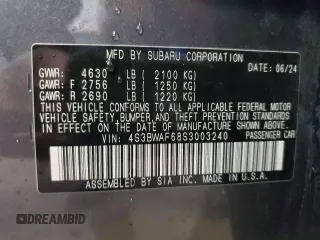 MFD BY SUBARU CORPORATION
GVWR: 4630 LB ( 2100 KG) DATE: 06/24
GAWR: F 2756 LB ( 1250 KG)
GAWR: R 2690 LB ( 1220 KG)
THIS VEHICLE CONFORMS TO ALL APPLICABLE FEDERAL MOTOR
VEHICLE SAFETY, BUMPER, AND THEFT PREVENTION STANDARDS
IN EFFECT ON THE DATE OF MANUFACTURE SHOWN ABOVE.
VIN: 4S3BWAF68S3003240 PASSENGER CAR
ASSEMBLED BY SIA INC. MADE IN U.S.A.
DREAMBID